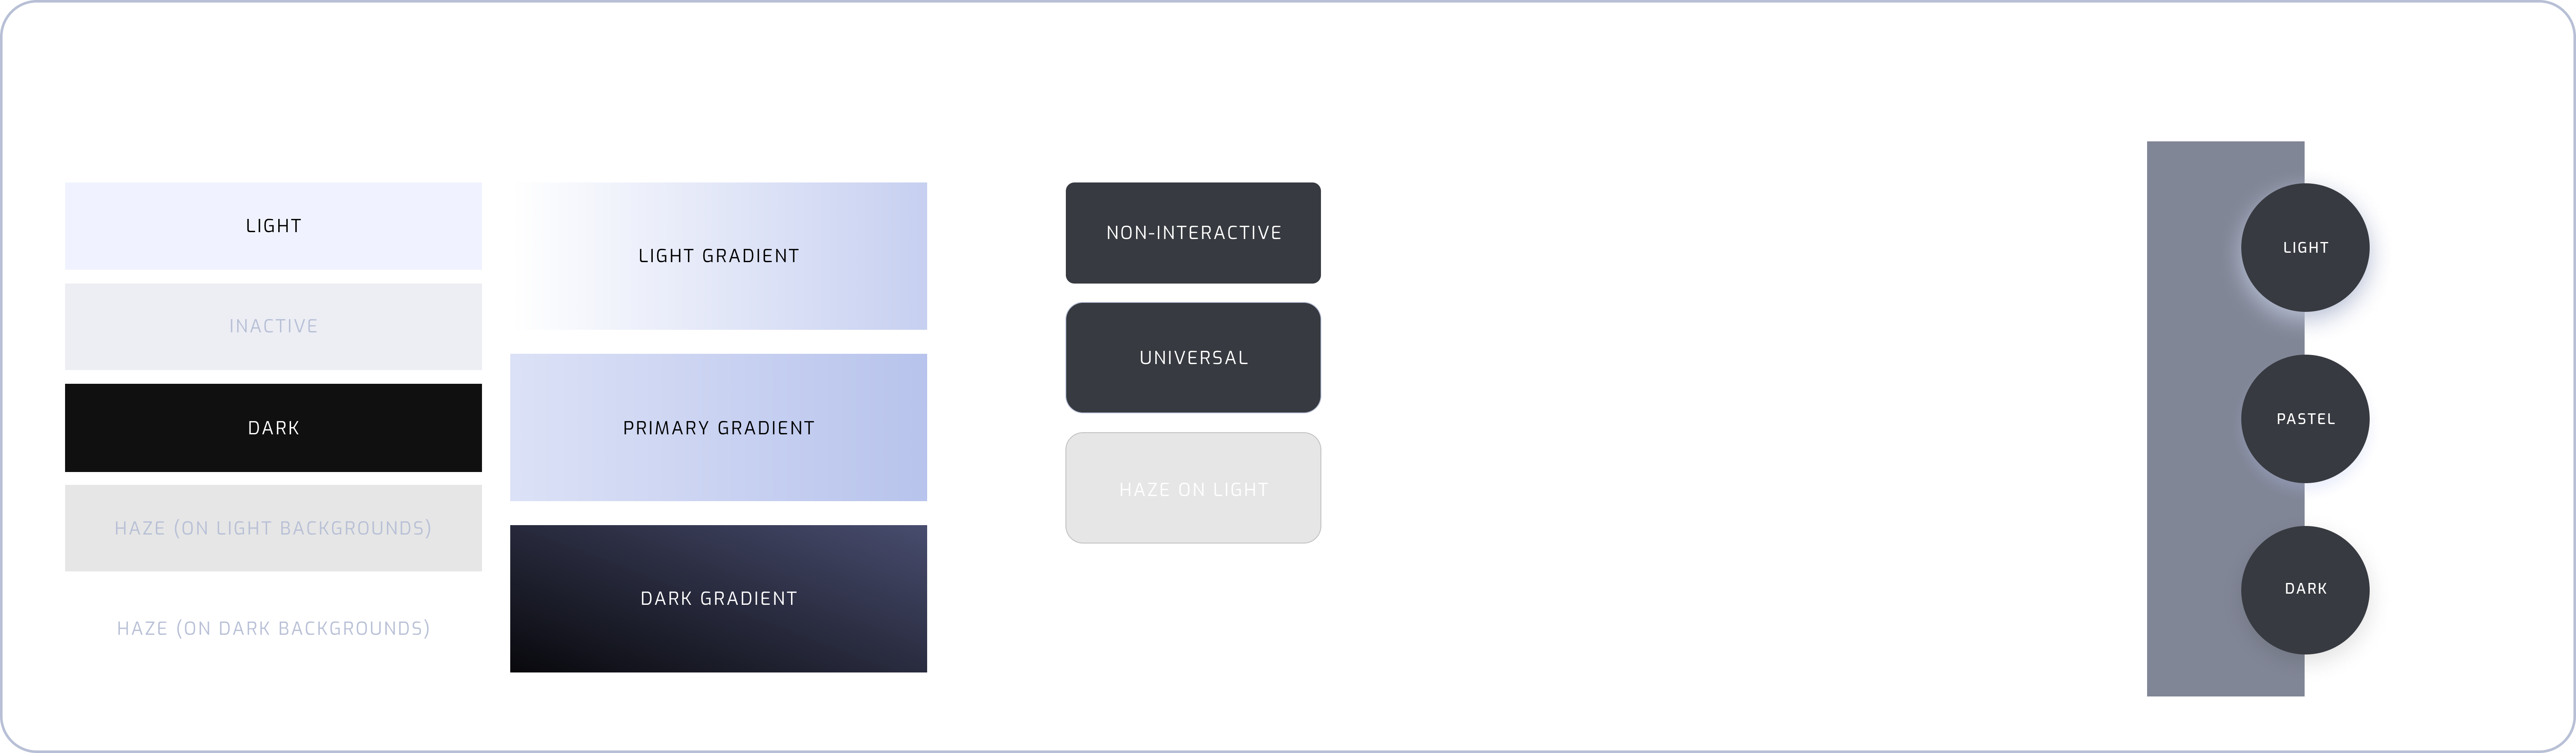 LIGHT
INACTIVE
DARK
HAZE (ON LIGHT BACKGROUNDS)
HAZE (ON DARK BACKGROUNDS)
LIGHT GRADIENT
PRIMARY GRADIENT
DARK GRADIENT
NON-INTERACTIVE
UNIVERSAL
HAZE ON LIGHT
LIGHT
PASTEL
DARK